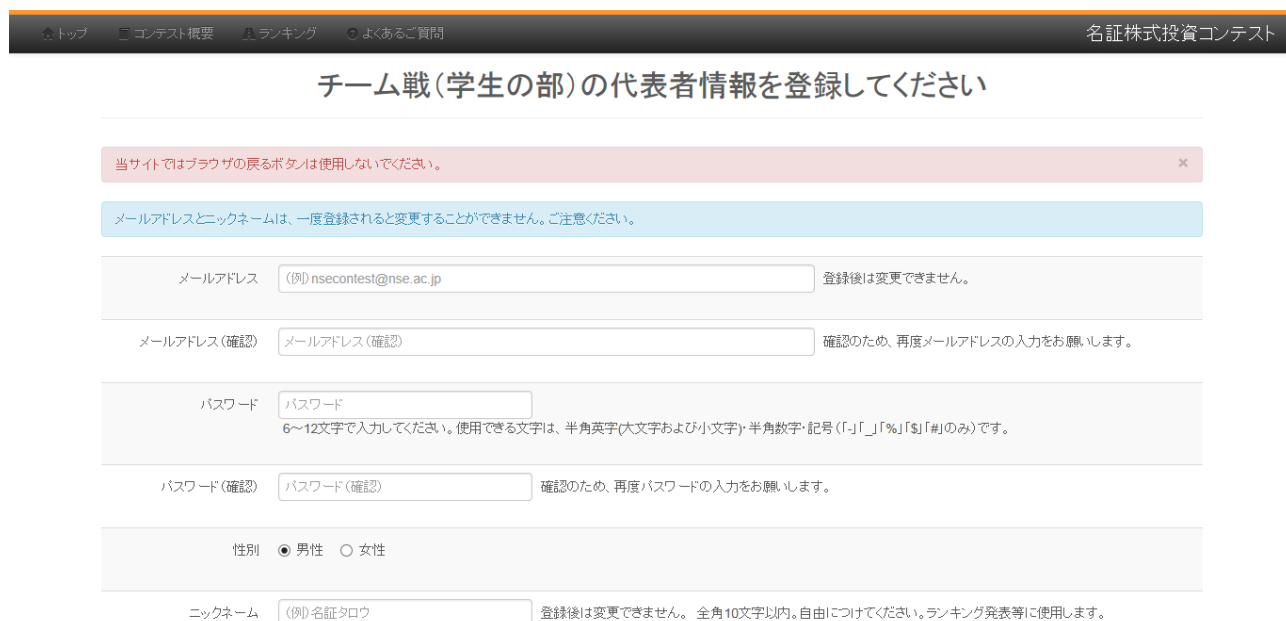 トップ コンテスト概要 ランキング よくあるご質問 名証株式投資コンテスト
チーム戦(学生の部)の代表者情報を登録してください
当サイトではブラウザの戻るボタンは使用しないでください。 ×
メールアドレスとニックネームは、一度登録されると変更することができません。ご注意ください。
メールアドレス (例)nsecontest@nse.ac.jp 登録後は変更できません。
メールアドレス(確認) メールアドレス(確認) 確認のため、再度メールアドレスの入力をお願いします。
パスワード パスワード
6～12文字で入力してください。使用できる文字は、半角英字(大文字および小文字)・半角数字・記号(「-」「_」「%」「$」「#」のみ)です。
パスワード(確認) パスワード(確認) 確認のため、再度パスワードの入力をお願いします。
性別 男性 女性
ニックネーム (例)名証タロウ 登録後は変更できません。 全角10文字以内。自由につけてください。ランキング発表等に使用します。